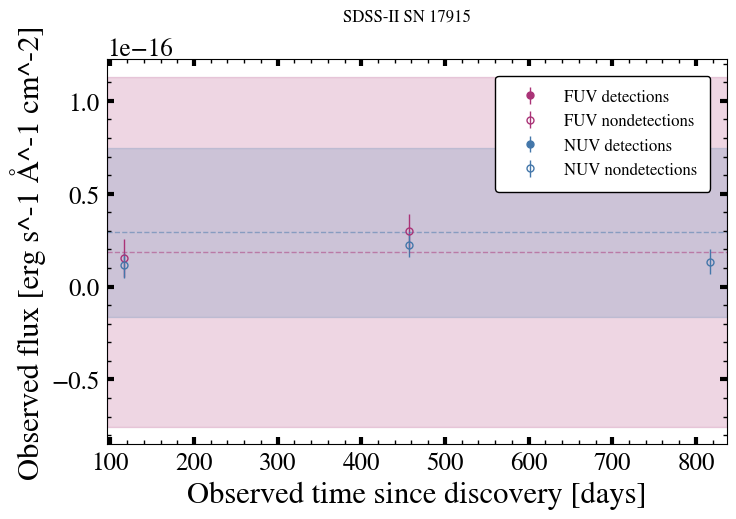 SDSS-II SN 17915
1e−16
Observed flux [erg s^-1 Å^-1 cm^-2]
1.0
0.5
0.0
−0.5
FUV detections
FUV nondetections
NUV detections
NUV nondetections
100 200 300 400 500 600 700 800
Observed time since discovery [days]